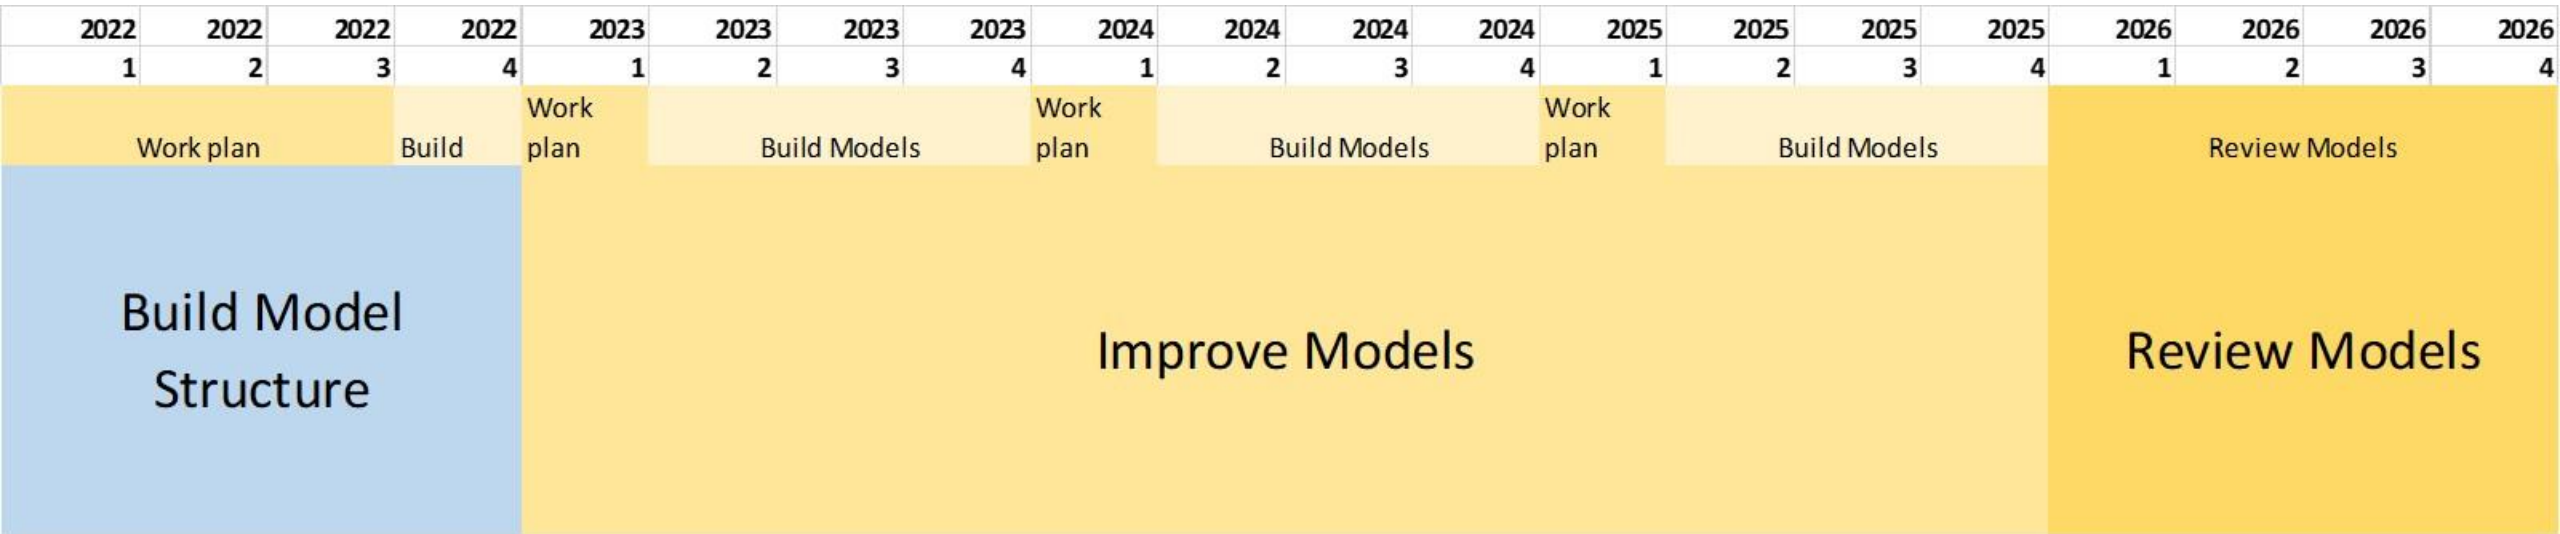 2022 2022 2022 2022 2023 2023 2023 2023 2024 2024 2024 2024 2025 2025 2025 2025 2026 2026 2026 2026
1 2 3 4 1 2 3 4 1 2 3 4 1 2 3 4 1 2 3 4
Work plan Build Work plan Build Models Work plan Build Models Work plan Build Models Review Models
Build Model
Structure
Improve Models
Review Models